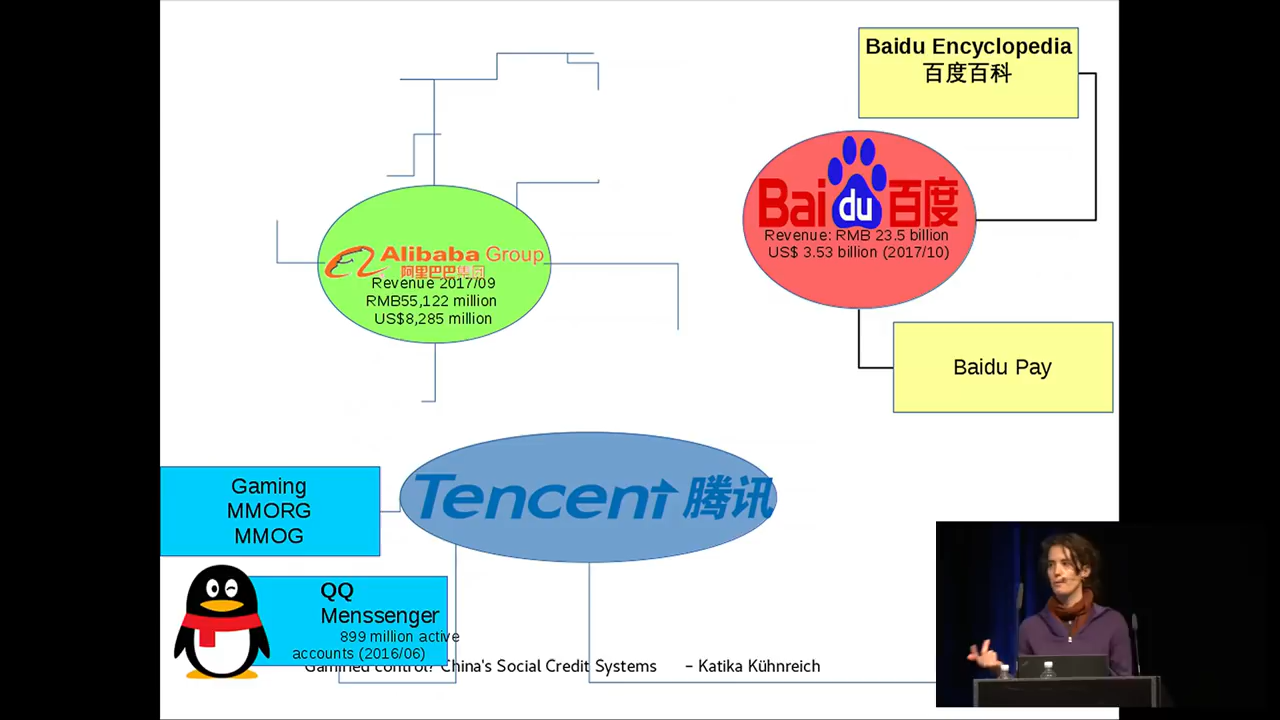 Baidu Encyclopedia
百度百科
Baidu百度
Revenue: RMB 23.5 billion
US$ 3.53 billion (2017/10)
Alibaba Group
阿里巴巴集团
Revenue 2017/09
RMB55,122 million
US$8,285 million
Baidu Pay
Tencent 腾讯
Gaming
MMORG
MMOG
QQ
Menssenger
899 million active
accounts (2016/06)
Gamified control? China's Social Credit Systems – Katika Kühnreich